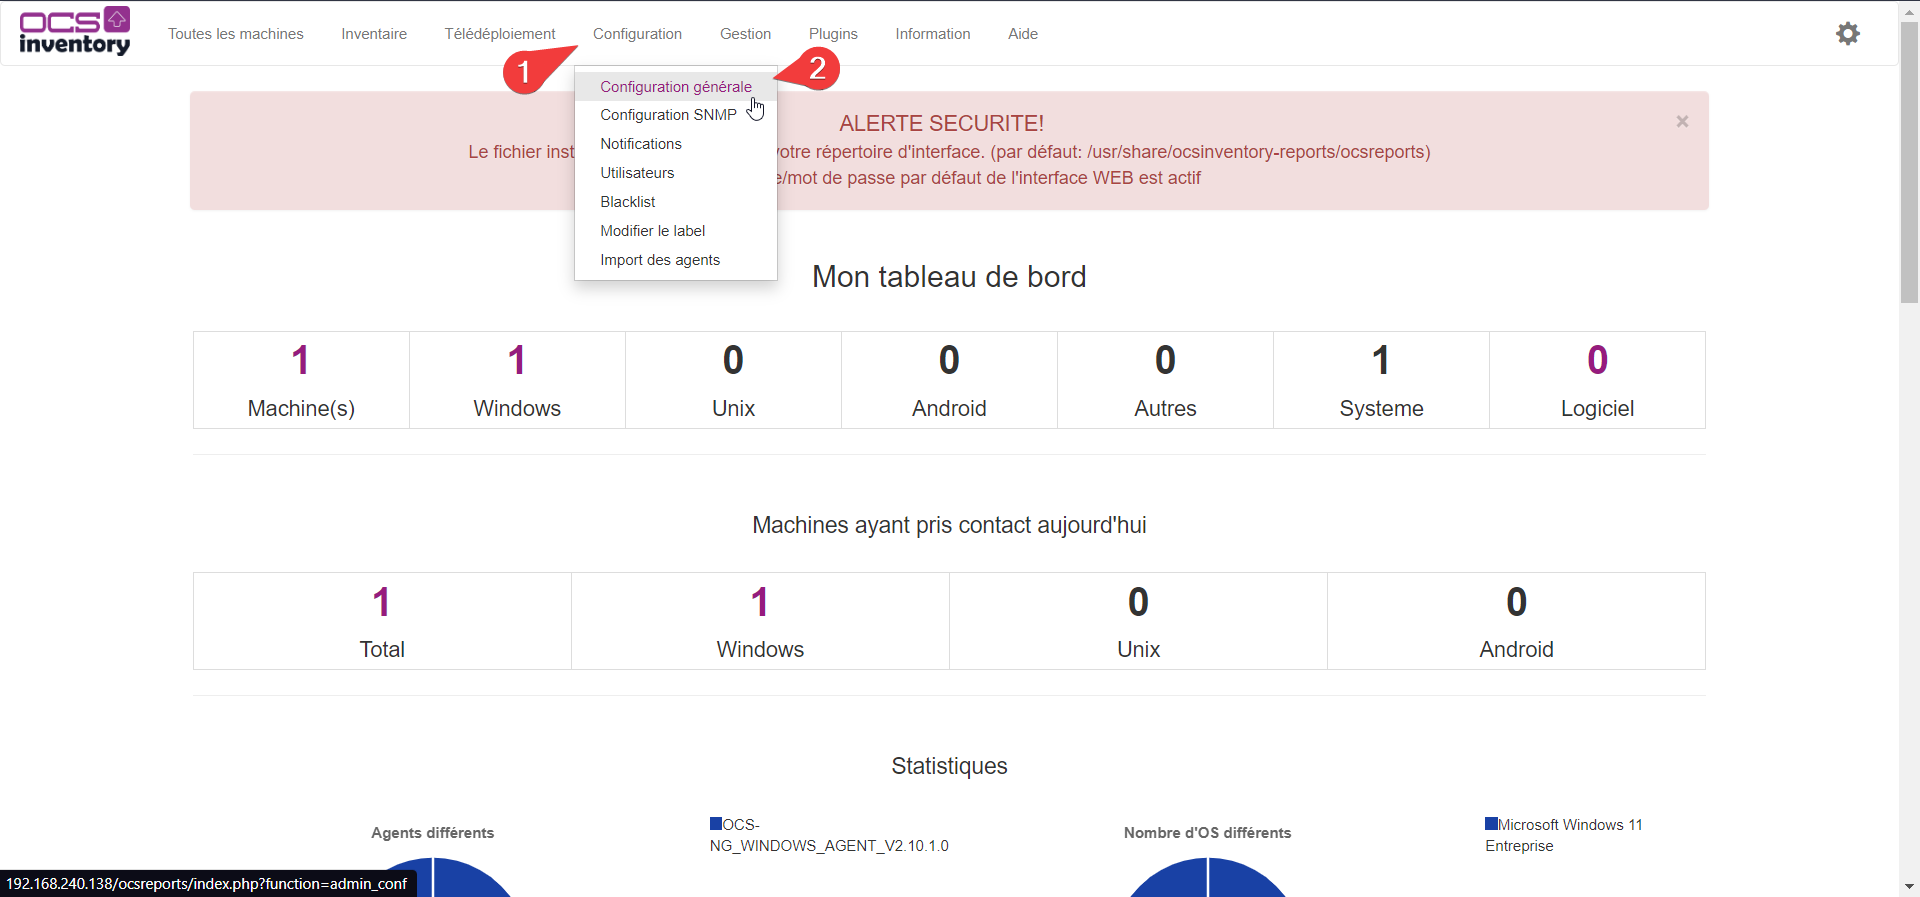 OCS
inventory
Toutes les machines Inventaire Télédéploiement Configuration Gestion Plugins Information Aide
1
2
Configuration générale
Configuration SNMP
Notifications
Utilisateurs
Blacklist
Modifier le label
Import des agents
ALERTE SECURITE!
×
Le fichier inst otre répertoire d'interface. (par défaut: /usr/share/ocsinventory-reports/ocsreports)
e/mot de passe par défaut de l'interface WEB est actif
Mon tableau de bord
1 1 0 0 0 1 0
Machine(s) Windows Unix Android Autres Systeme Logiciel
Machines ayant pris contact aujourd'hui
1 1 0 0
Total Windows Unix Android
Statistiques
Agents différents
OCS-
NG_WINDOWS_AGENT_V2.10.1.0
Nombre d'OS différents
Microsoft Windows 11
Entreprise
192.168.240.138/ocsreports/index.php?function=admin_conf